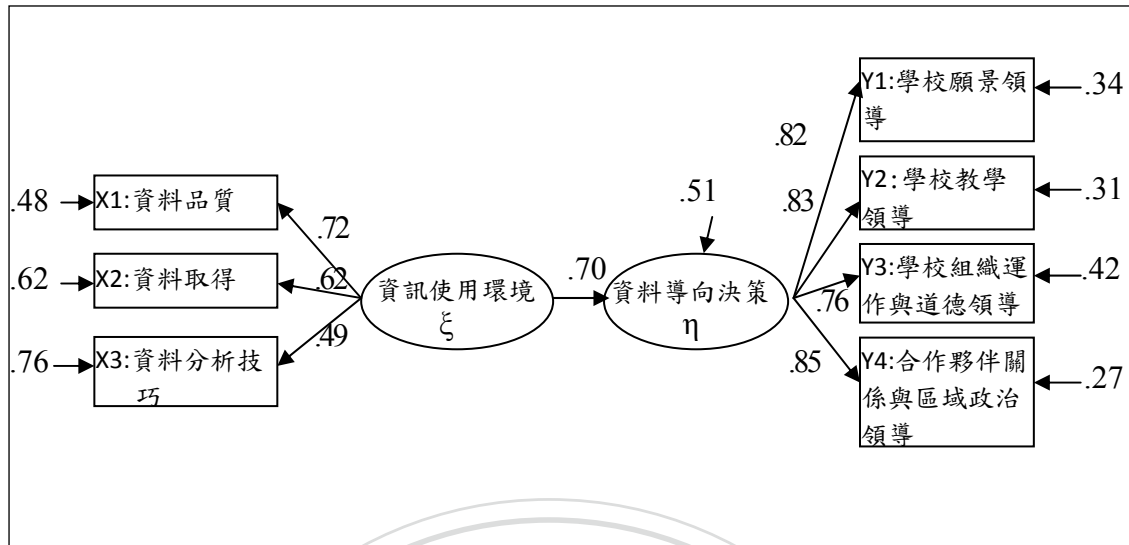 .48
X1:資料品質
.62
X2:資料取得
.76
X3:資料分析技
巧
.72
.62
.49
資訊使用環境
ξ
.70
.51
資料導向決策
η
.82
.83
.76
.85
Y1:學校願景領
導
.34
Y2:學校教學
領導
.31
Y3:學校組織運
作與道德領導
.42
Y4:合作夥伴關
係與區域政治
領導
.27